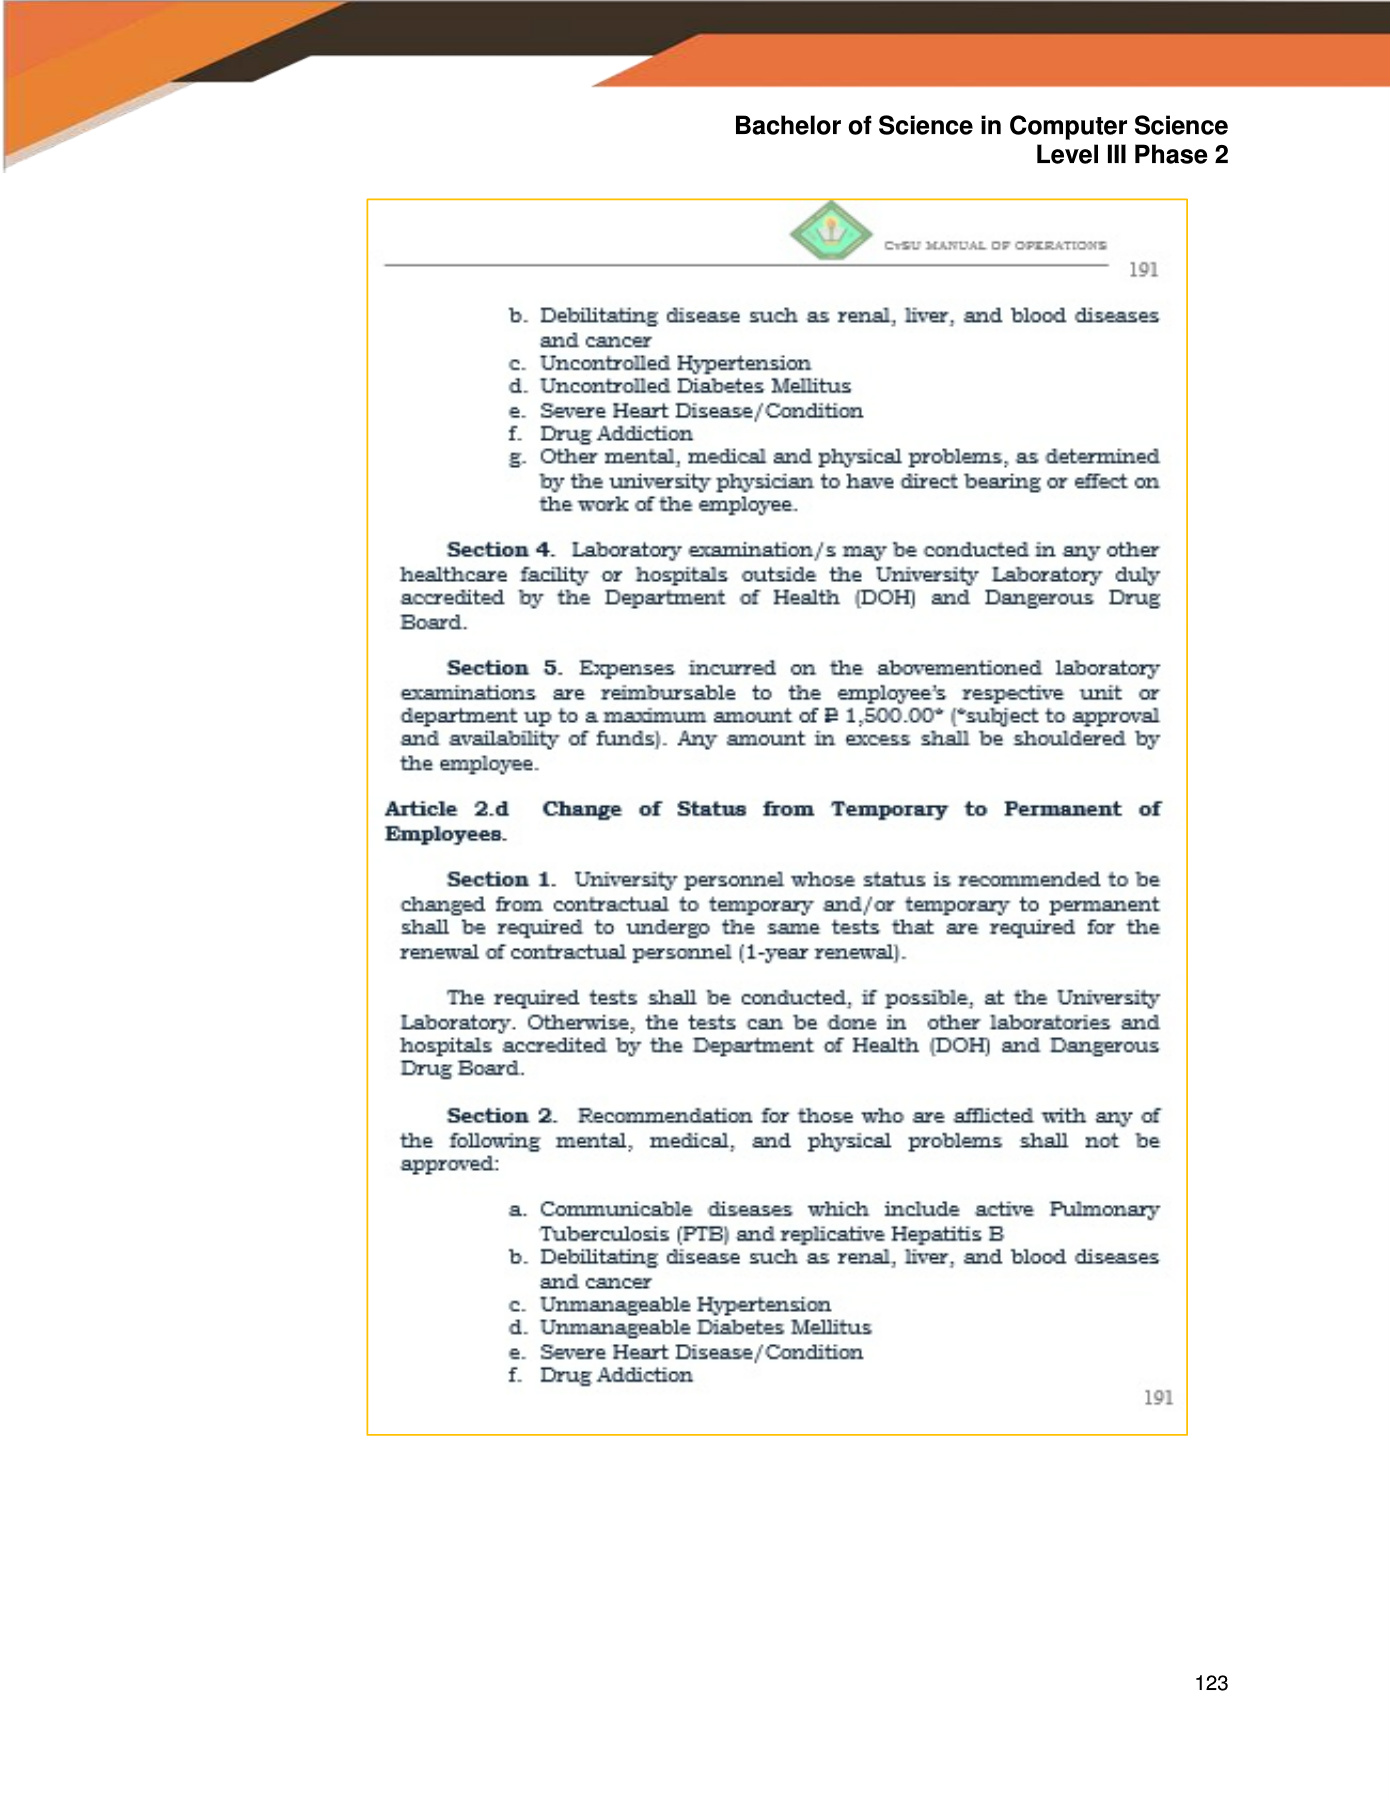 Bachelor of Science in Computer Science
Level III Phase 2
CvSU MANUAL OF OPERATIONS
191
b. Debilitating disease such as renal, liver, and blood diseases
and cancer
c. Uncontrolled Hypertension
d. Uncontrolled Diabetes Mellitus
e. Severe Heart Disease/Condition
f. Drug Addiction
g. Other mental, medical and physical problems, as determined
by the university physician to have direct bearing or effect on
the work of the employee.
Section 4. Laboratory examination/s may be conducted in any other
healthcare facility or hospitals outside the University Laboratory duly
accredited by the Department of Health (DOH) and Dangerous Drug
Board.
Section 5. Expenses incurred on the abovementioned laboratory
examinations are reimbursable to the employee's respective unit or
department up to a maximum amount of ₱ 1,500.00* (*subject to approval
and availability of funds). Any amount in excess shall be shouldered by
the employee.
Article 2.d Change of Status from Temporary to Permanent of
Employees.
Section 1. University personnel whose status is recommended to be
changed from contractual to temporary and/or temporary to permanent
shall be required to undergo the same tests that are required for the
renewal of contractual personnel (1-year renewal).
The required tests shall be conducted, if possible, at the University
Laboratory. Otherwise, the tests can be done in other laboratories and
hospitals accredited by the Department of Health (DOH) and Dangerous
Drug Board.
Section 2. Recommendation for those who are afflicted with any of
the following mental, medical, and physical problems shall not be
approved:
a. Communicable diseases which include active Pulmonary
Tuberculosis (PTB) and replicative Hepatitis B
b. Debilitating disease such as renal, liver, and blood diseases
and cancer
c. Unmanageable Hypertension
d. Unmanageable Diabetes Mellitus
e. Severe Heart Disease/Condition
f. Drug Addiction
191
123